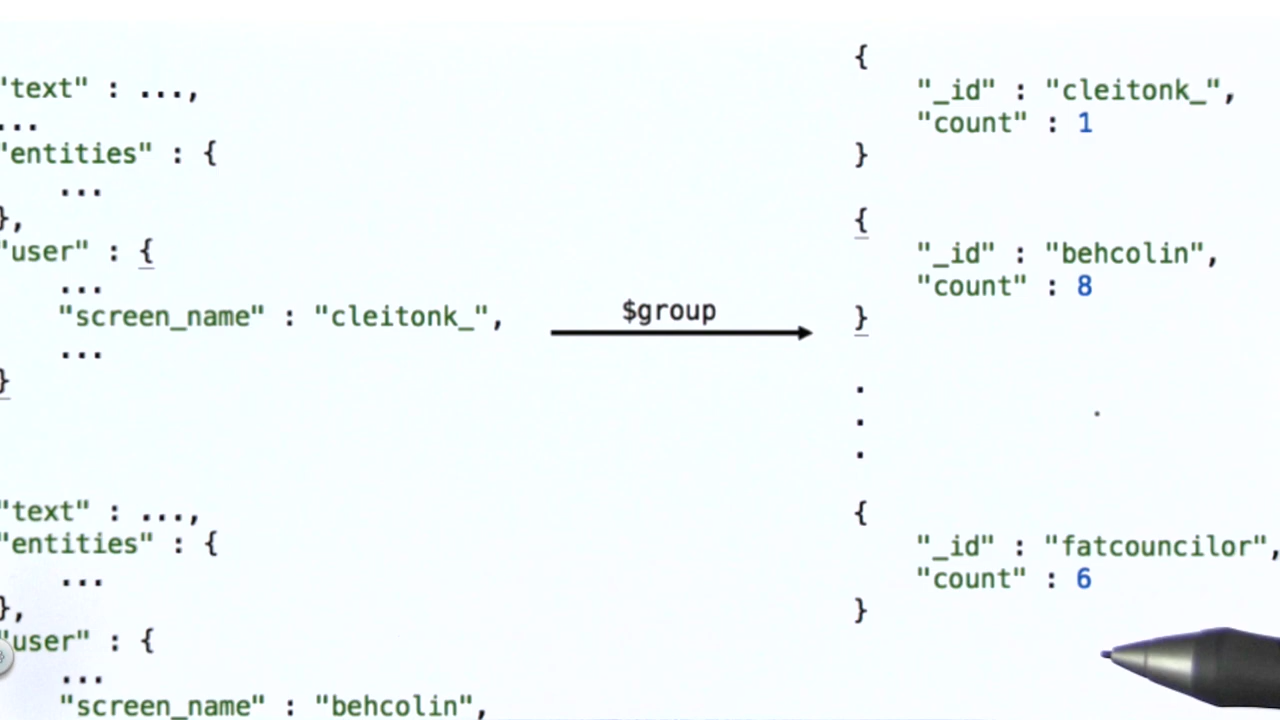 "text" : ...,
...
"entities" : {
...
},
"user" : {
...
"screen_name" : "cleitonk_",
...
}
"text" : ...,
"entities" : {
...
},
"user" : {
...
"screen_name" : "behcolin",
$group
{
"_id" : "cleitonk_",
"count" : 1
}
{
"_id" : "behcolin",
"count" : 8
}
.
.
.
{
"_id" : "fatcouncilor",
"count" : 6
}